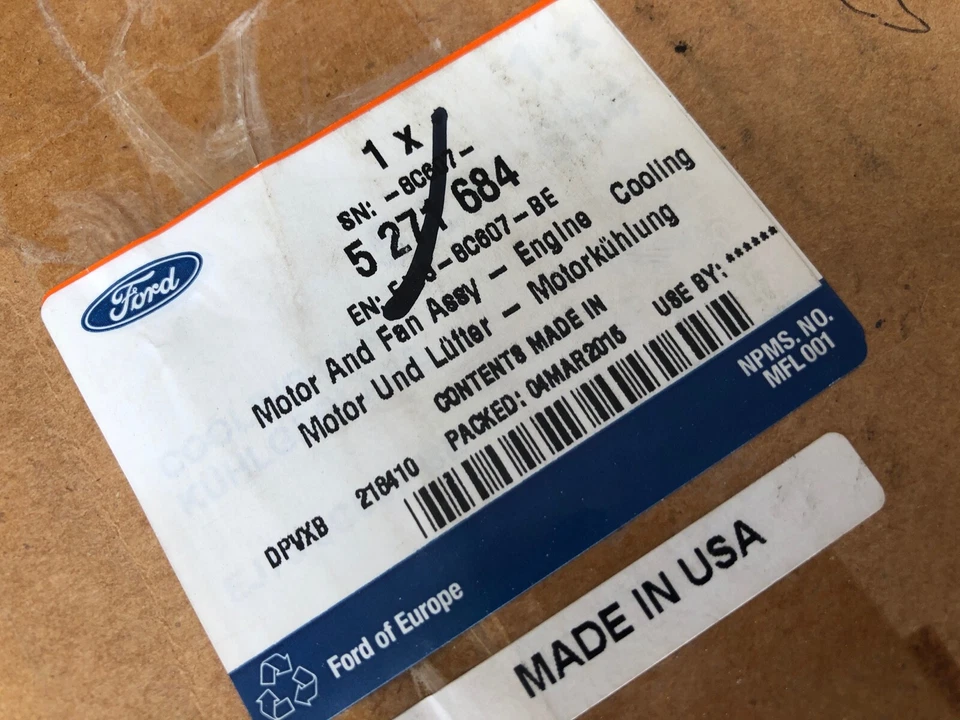 1 x
SN: -8C607-
5 684
EN: -8C607-BE
Motor And Fan Assy - Engine Cooling
Motor Und Lüfter - Motorkühlung
CONTENTS MADE IN
PACKED: 04MAR2015 USE BY: ******
DPVXB 216410
Ford
NPMS. NO.
MFL001
Ford of Europe
MADE IN USA